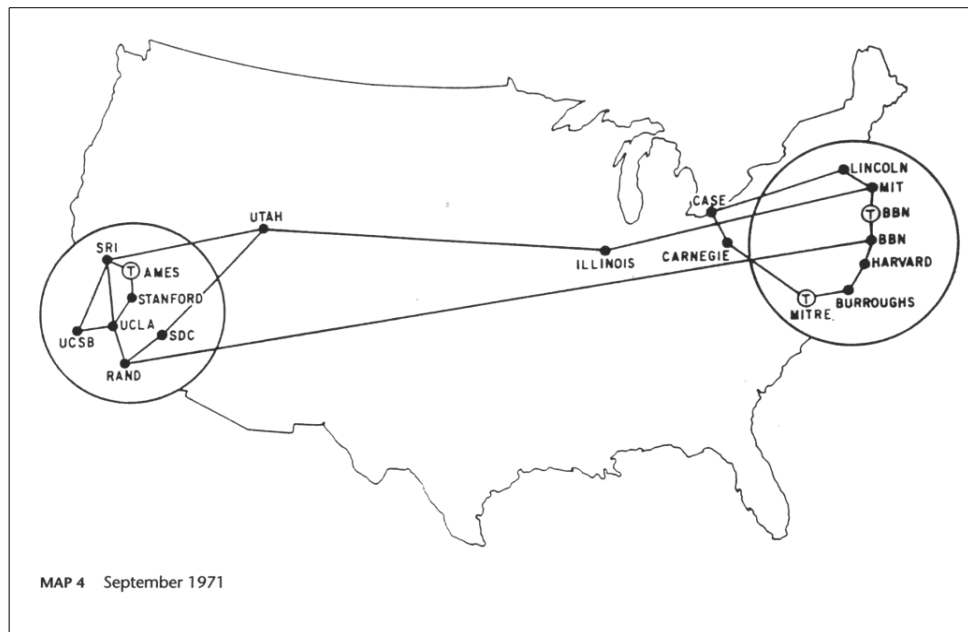 LINCOLN
MIT
T BBN
CASE
UTAH
BBN
SRI
ILLINOIS
CARNEGIE
HARVARD
T AMES
STANFORD
T
BURROUGHS
MITRE
UCLA
SDC
UCSB
RAND
MAP 4 September 1971